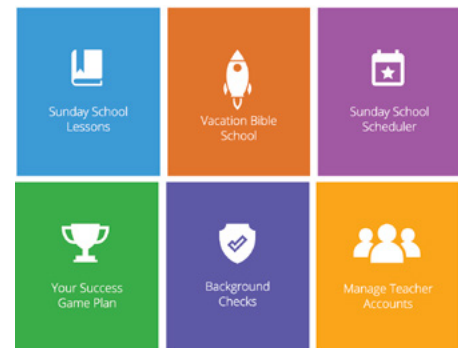 Sunday School
Lessons
Vacation Bible
School
Sunday School
Scheduler
Your Success
Game Plan
Background
Checks
Manage Teacher
Accounts